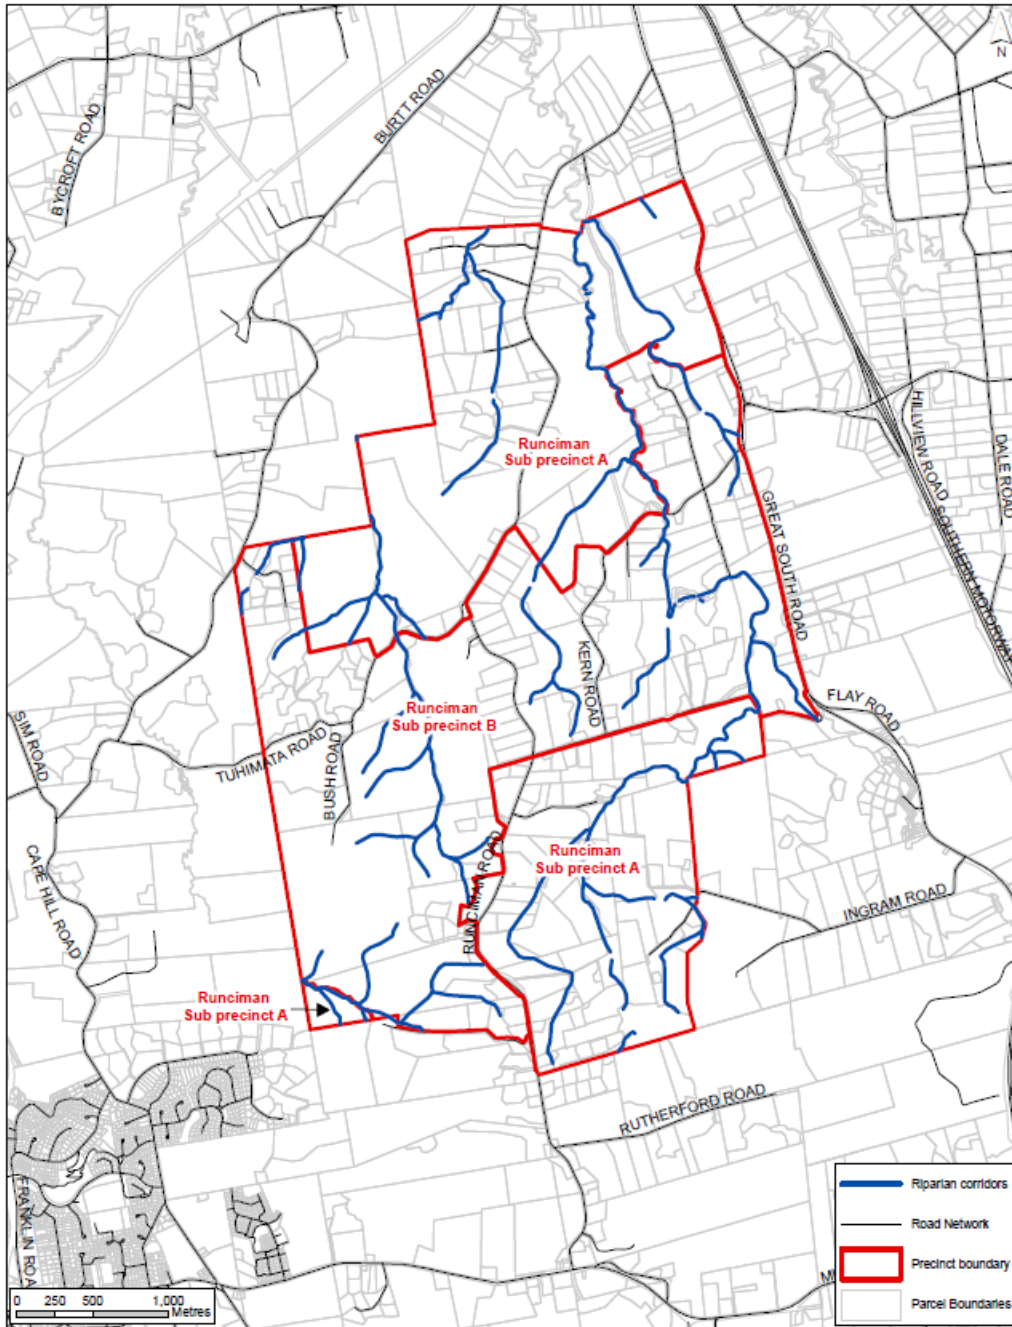 N
BURTT ROAD
BYCROFT ROAD
Runciman
Sub precinct A
HILLVIEW ROAD
DALE ROAD
SOUTHERN MOTORWAY
GREAT SOUTH ROAD
KERN ROAD
FLAY ROAD
Runciman
Sub precinct B
SIM ROAD
TUHIMATA ROAD
BUSH ROAD
CAPE HILL ROAD
RUNCIMAN ROAD
Runciman
Sub precinct A
INGRAM ROAD
Runciman
Sub precinct A
RUTHERFORD ROAD
FRANKLIN ROA
Riparian corridors
Road Network
Precinct boundary
Parcel Boundaries
0 250 500 1,000
Metres